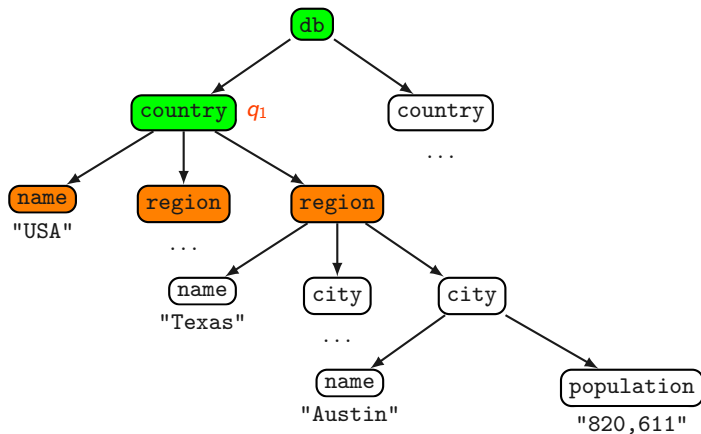 db
country q1 country
...
name region region
"USA" ...
name city city
"Texas" ...
name population
"Austin" "820,611"